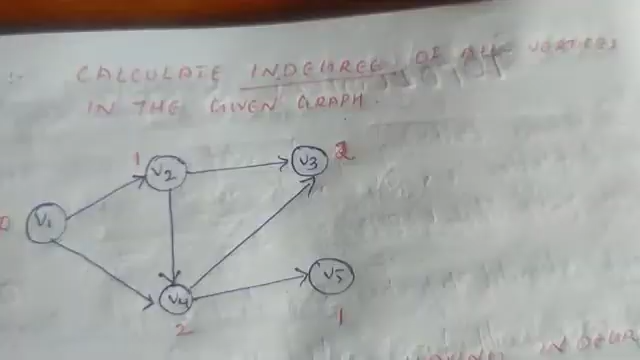 CALCULATE INDEGREE OF ALL VERTICES
IN THE GIVEN GRAPH.
1 V2
V3 2
0 V1
V4
2
V5
1
INDEGR